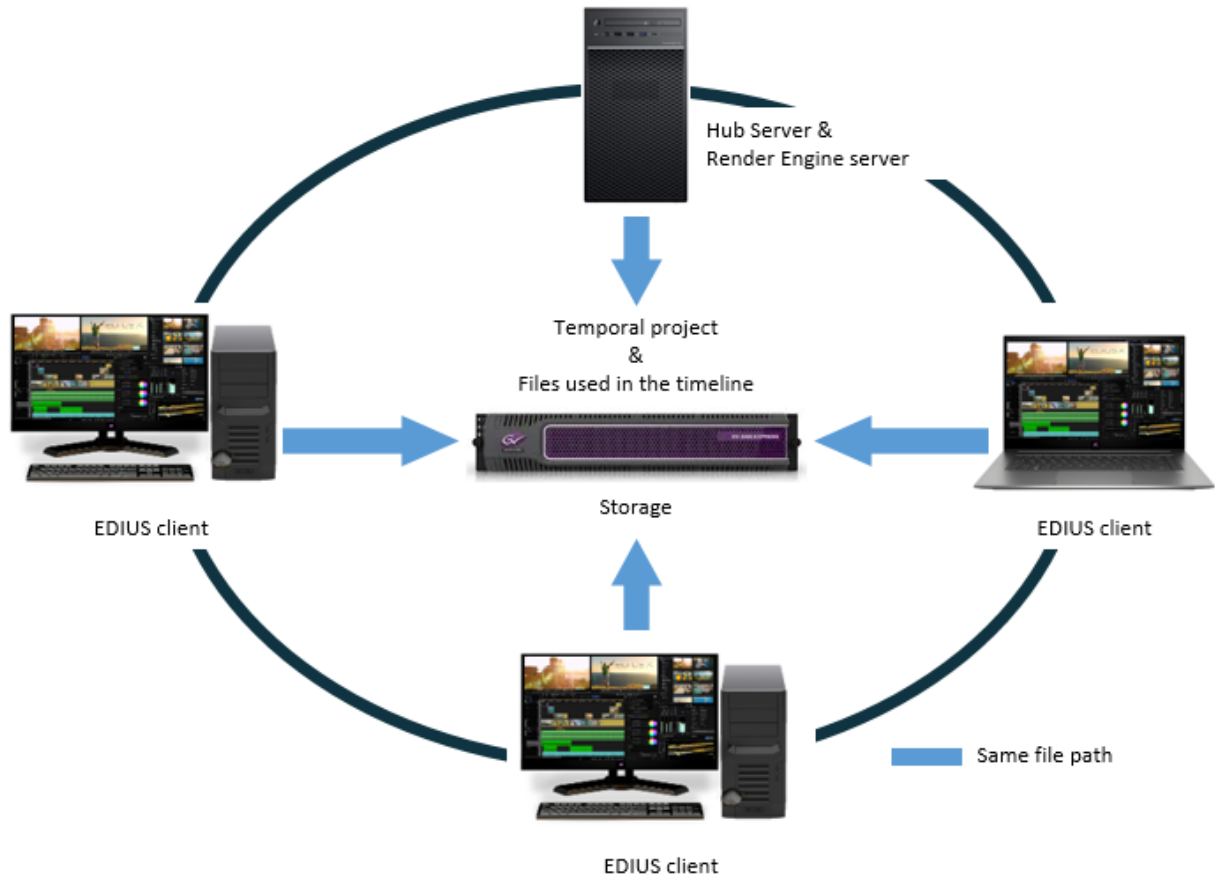 Hub Server &
Render Engine server
Temporal project
&
Files used in the timeline
Storage
EDIUS client
EDIUS client
Same file path
EDIUS client